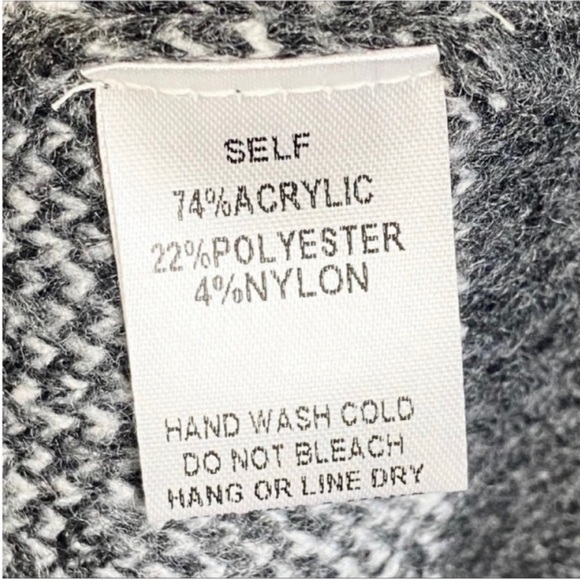 SELF
74%ACRYLIC
22%POLYESTER
4%NYLON
HAND WASH COLD
DO NOT BLEACH
HANG OR LINE DRY